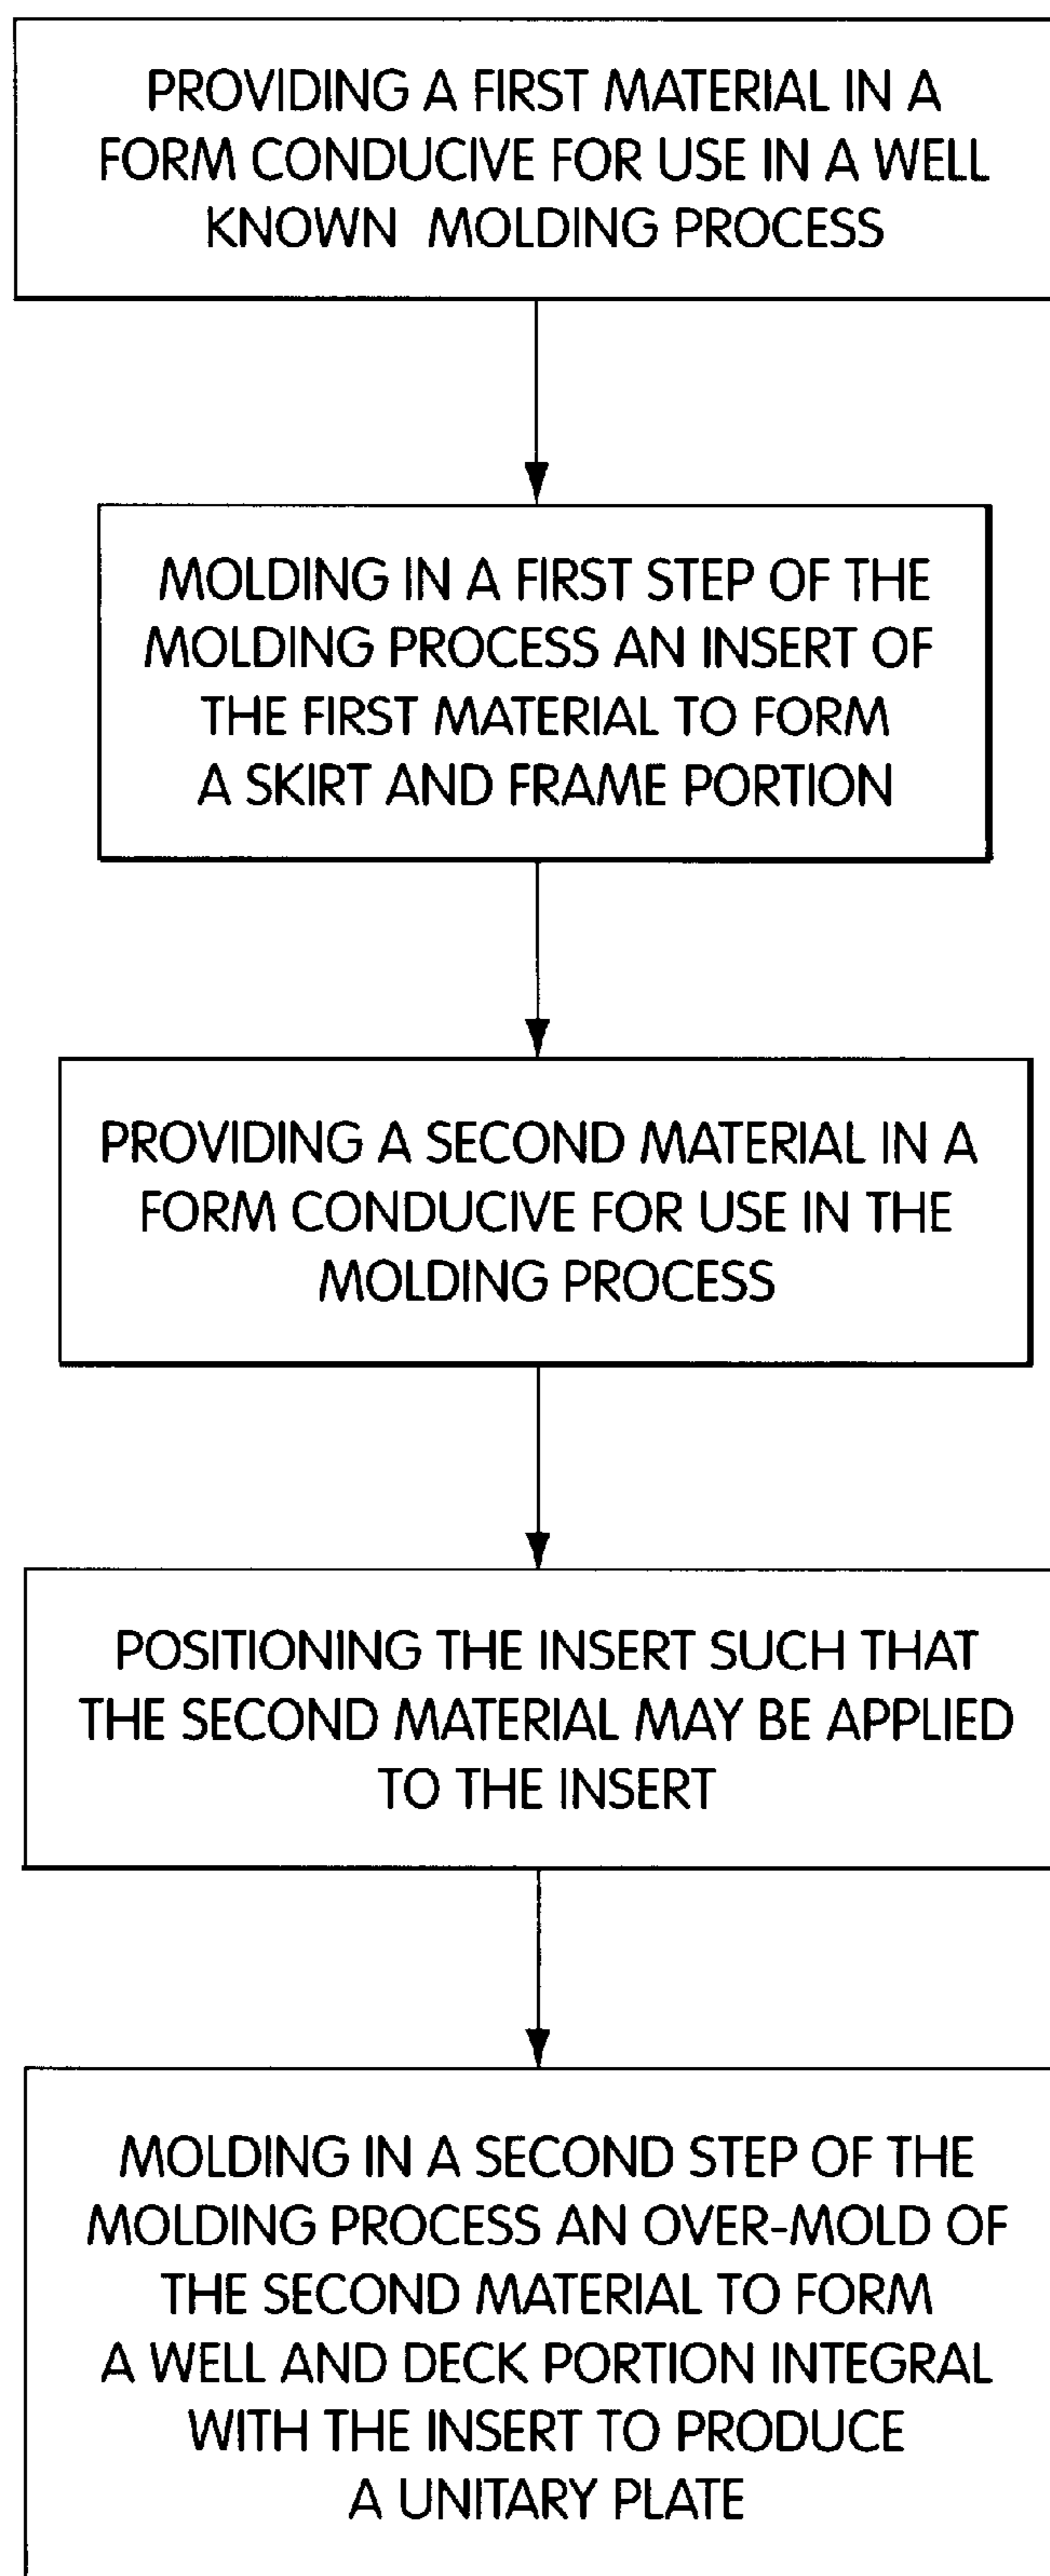 PROVIDING A FIRST MATERIAL IN A
FORM CONDUCIVE FOR USE IN A WELL
KNOWN MOLDING PROCESS
MOLDING IN A FIRST STEP OF THE
MOLDING PROCESS AN INSERT OF
THE FIRST MATERIAL TO FORM
A SKIRT AND FRAME PORTION
PROVIDING A SECOND MATERIAL IN A
FORM CONDUCIVE FOR USE IN THE
MOLDING PROCESS
POSITIONING THE INSERT SUCH THAT
THE SECOND MATERIAL MAY BE APPLIED
TO THE INSERT
MOLDING IN A SECOND STEP OF THE
MOLDING PROCESS AN OVER-MOLD OF
THE SECOND MATERIAL TO FORM
A WELL AND DECK PORTION INTEGRAL
WITH THE INSERT TO PRODUCE
A UNITARY PLATE